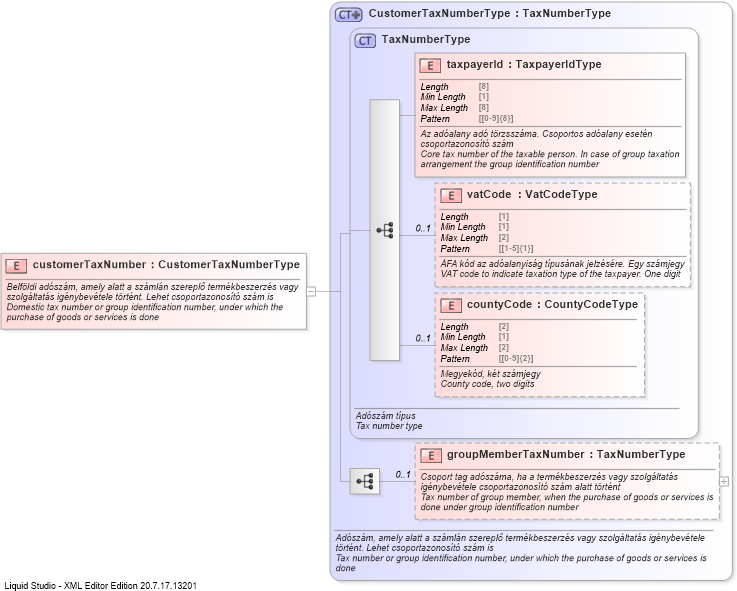 CT CustomerTaxNumberType : TaxNumberType
CT TaxNumberType
E taxpayerId : TaxpayerIdType
Length [8]
Min Length [1]
Max Length [8]
Pattern [[0-9]{8}]
Az adóalany adó törzsszáma. Csoportos adóalany esetén
csoportazonosító szám
Core tax number of the taxable person. In case of group taxation
arrangement the group identification number
0..1
E vatCode : VatCodeType
Length [1]
Min Length [1]
Max Length [2]
Pattern [[1-5]{1}]
ÁFA kód az adóalanyiság típusának jelzésére. Egy számjegy
VAT code to indicate taxation type of the taxpayer. One digit
E customerTaxNumber : CustomerTaxNumberType
Belföldi adószám, amely alatt a számlán szereplő termékbeszerzés vagy
szolgáltatás igénybevétele történt. Lehet csoportazonosító szám is
Domestic tax number or group identification number, under which the
purchase of goods or services is done
0..1
E countyCode : CountyCodeType
Length [2]
Min Length [1]
Max Length [2]
Pattern [[0-9]{2}]
Megyekód, két számjegy
County code, two digits
Adószám típus
Tax number type
0..1
E groupMemberTaxNumber : TaxNumberType
Csoport tag adószáma, ha a termékbeszerzés vagy szolgáltatás
igénybevétele csoportazonosító szám alatt történt
Tax number of group member, when the purchase of goods or services is
done under group identification number
Adószám, amely alatt a számlán szereplő termékbeszerzés vagy szolgáltatás igénybevétele
történt. Lehet csoportazonosító szám is
Tax number or group identification number, under which the purchase of goods or services is
done
Liquid Studio - XML Editor Edition 20.7.17.13201